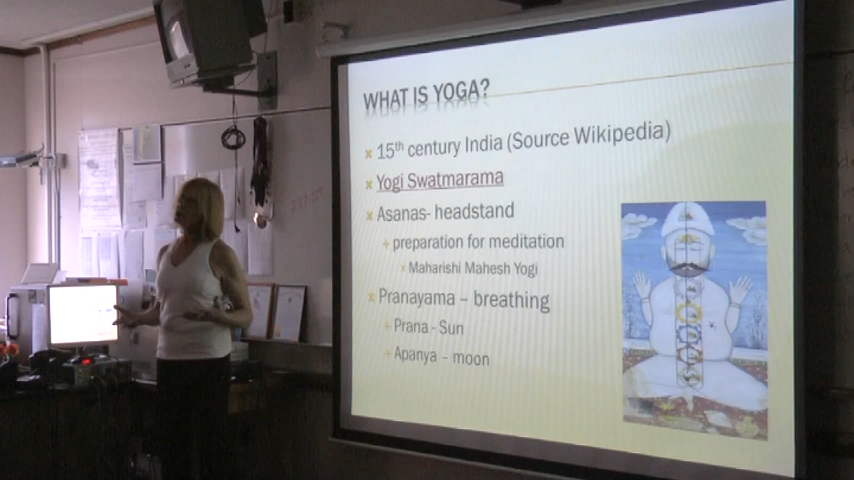 WHAT IS YOGA?
15th century India (Source Wikipedia)
Yogi Swatmarama
Asanas- headstand
preparation for meditation
Maharishi Mahesh Yogi
Pranayama – breathing
Prana - Sun
Apanya – moon